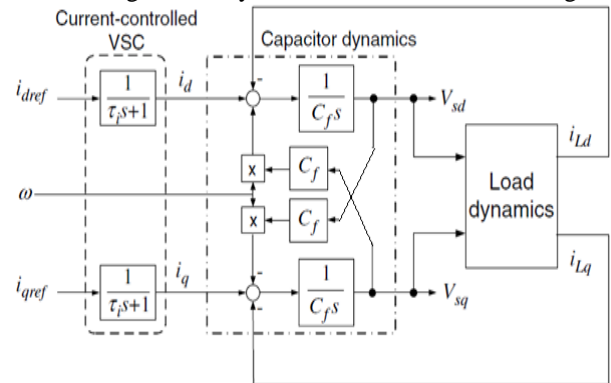 Current-controlled
VSC
Capacitor dynamics
i_dref
1
τ_i s+1
i_d
-
1
C_f s
V_sd
i_Ld
x
C_f
ω
x
C_f
Load
dynamics
i_qref
1
τ_i s+1
i_q
-
-
1
C_f s
V_sq
i_Lq